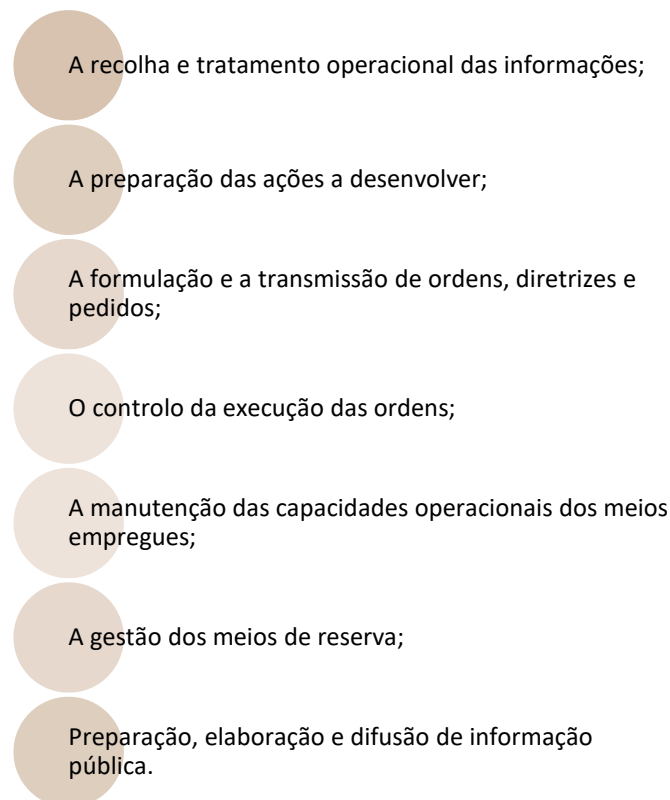 A recolha e tratamento operacional das informações;
A preparação das ações a desenvolver;
A formulação e a transmissão de ordens, diretrizes e
pedidos;
O controlo da execução das ordens;
A manutenção das capacidades operacionais dos meios
empregues;
A gestão dos meios de reserva;
Preparação, elaboração e difusão de informação
pública.